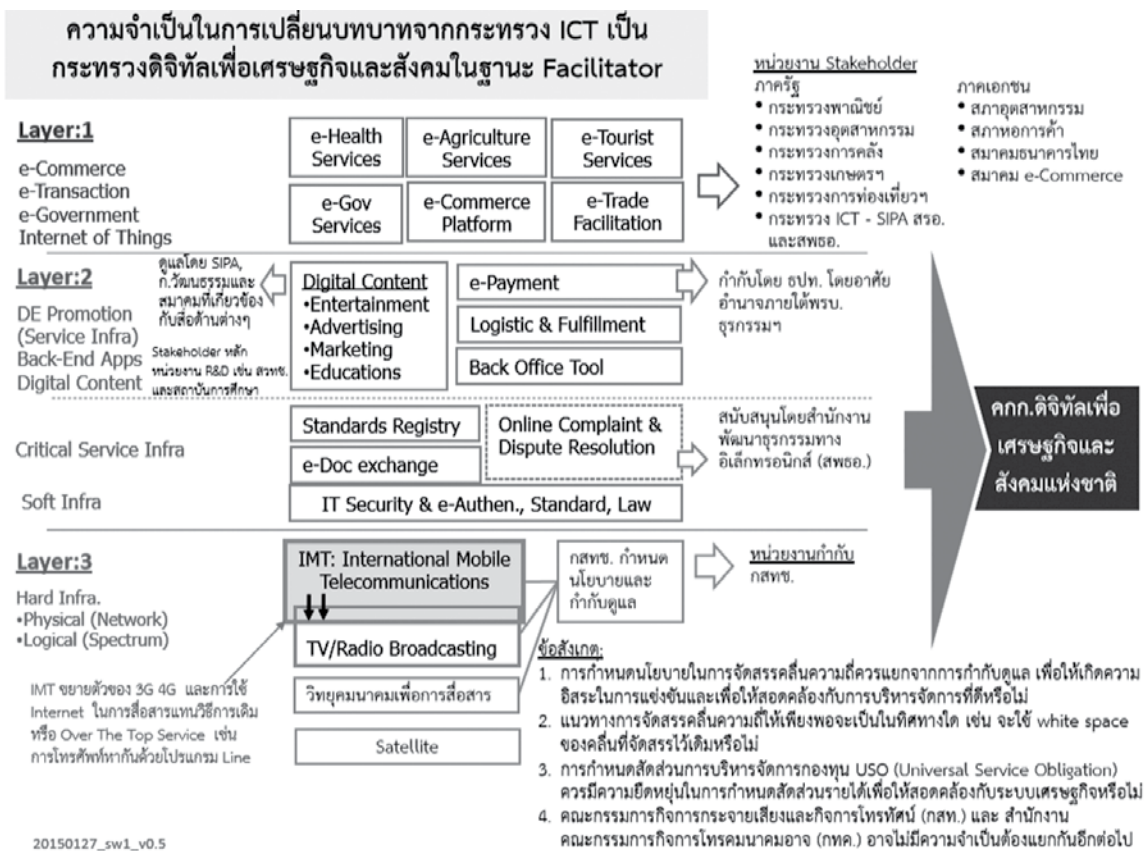 ความจำเป็นในการเปลี่ยนบทบาทจากกระทรวง ICT เป็น
กระทรวงดิจิทัลเพื่อเศรษฐกิจและสังคมในฐานะ Facilitator
หน่วยงาน Stakeholder
ภาครัฐ
• กระทรวงพาณิชย์
• กระทรวงอุตสาหกรรม
• กระทรวงการคลัง
• กระทรวงเกษตรฯ
• กระทรวงการท่องเที่ยวฯ
• กระทรวง ICT - SIPA สรอ.
และสพธอ.
ภาคเอกชน
• สภาอุตสาหกรรม
• สภาหอการค้า
• สมาคมธนาคารไทย
• สมาคม e-Commerce
Layer:1
e-Commerce
e-Transaction
e-Government
Internet of Things
e-Health
Services
e-Agriculture
Services
e-Tourist
Services
e-Gov
Services
e-Commerce
Platform
e-Trade
Facilitation
Layer:2
DE Promotion
(Service Infra)
Back-End Apps
Digital Content
ดูแลโดย SIPA,
ก.วัฒนธรรมและ
สมาคมที่เกี่ยวข้อง
กับสื่อด้านต่างๆ
Stakeholder หลัก
หน่วยงาน R&D เช่น สวทช.
และสถาบันการศึกษา
Digital Content
•Entertainment
•Advertising
•Marketing
•Educations
e-Payment
Logistic & Fulfillment
Back Office Tool
กำกับโดย ธปท. โดยอาศัย
อำนาจภายใต้พรบ.
ธุรกรรมฯ
Critical Service Infra
Standards Registry
e-Doc exchange
Online Complaint &
Dispute Resolution
สนับสนุนโดยสำนักงาน
พัฒนาธุรกรรมทาง
อิเล็กทรอนิกส์ (สพธอ.)
Soft Infra
IT Security & e-Authen., Standard, Law
คกก.ดิจิทัลเพื่อ
เศรษฐกิจและ
สังคมแห่งชาติ
Layer:3
Hard Infra.
•Physical (Network)
•Logical (Spectrum)
IMT: International Mobile
Telecommunications
TV/Radio Broadcasting
วิทยุคมนาคมเพื่อการสื่อสาร
Satellite
กสทช. กำหนด
นโยบายและ
กำกับดูแล
หน่วยงานกำกับ
กสทช.
IMT ขยายตัวของ 3G 4G และการใช้
Internet ในการสื่อสารแทนวิธีการเดิม
หรือ Over The Top Service เช่น
การโทรศัพท์หากันด้วยโปรแกรม Line
ข้อสังเกต:
1. การกำหนดนโยบายในการจัดสรรคลื่นความถี่ควรแยกจากการกำกับดูแล เพื่อให้เกิดความ
อิสระในการแข่งขันและเพื่อให้สอดคล้องกับการบริหารจัดการที่ดีหรือไม่
2. แนวทางการจัดสรรคลื่นความถี่ให้เพียงพอจะเป็นในทิศทางใด เช่น จะใช้ white space
ของคลื่นที่จัดสรรไว้เดิมหรือไม่
3. การกำหนดสัดส่วนการบริหารจัดการกองทุน USO (Universal Service Obligation)
ควรมีความยืดหยุ่นในการกำหนดสัดส่วนรายได้เพื่อให้สอดคล้องกับระบบเศรษฐกิจหรือไม่
4. คณะกรรมการกิจการกระจายเสียงและกิจการโทรทัศน์ (กสท.) และ สำนักงาน
คณะกรรมการกิจการโทรคมนาคมอาจ (กทค.) อาจไม่มีความจำเป็นต้องแยกกันอีกต่อไป
20150127_sw1_v0.5